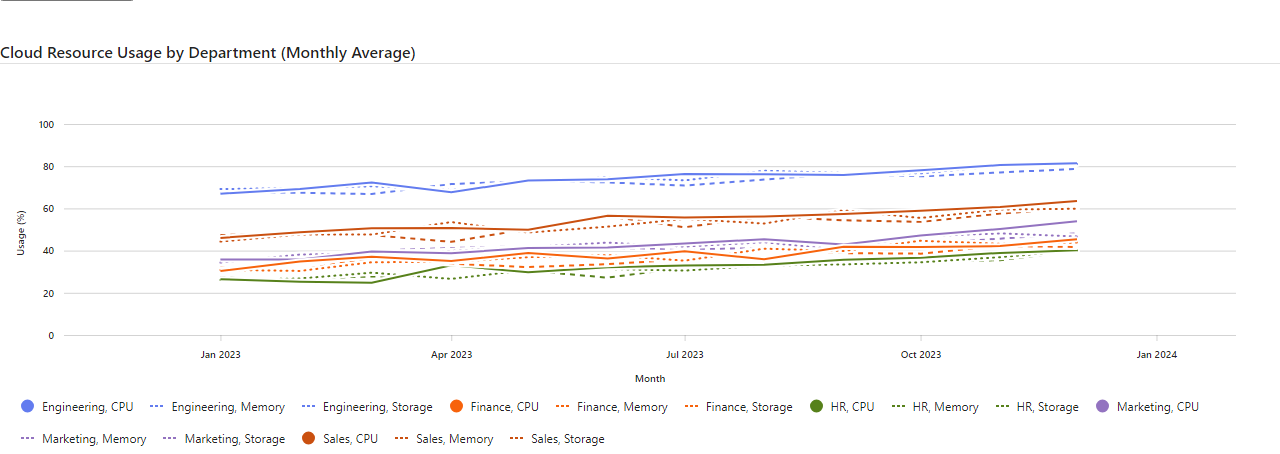 Cloud Resource Usage by Department (Monthly Average)
100
80
60
40
20
0
Usage (%)
Jan 2023 Apr 2023 Jul 2023 Oct 2023 Jan 2024
Month
Engineering, CPU Engineering, Memory Engineering, Storage Finance, CPU Finance, Memory Finance, Storage HR, CPU HR, Memory HR, Storage Marketing, CPU
Marketing, Memory Marketing, Storage Sales, CPU Sales, Memory Sales, Storage